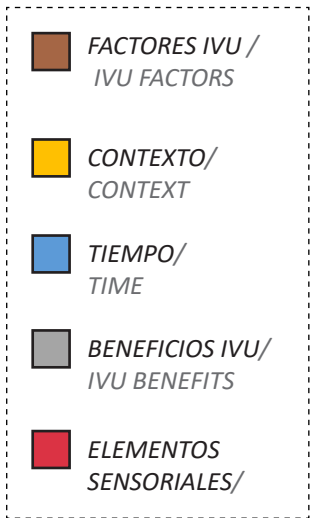 FACTORES IVU /
IVU FACTORS
CONTEXTO/
CONTEXT
TIEMPO/
TIME
BENEFICIOS IVU/
IVU BENEFITS
ELEMENTOS
SENSORIALES/